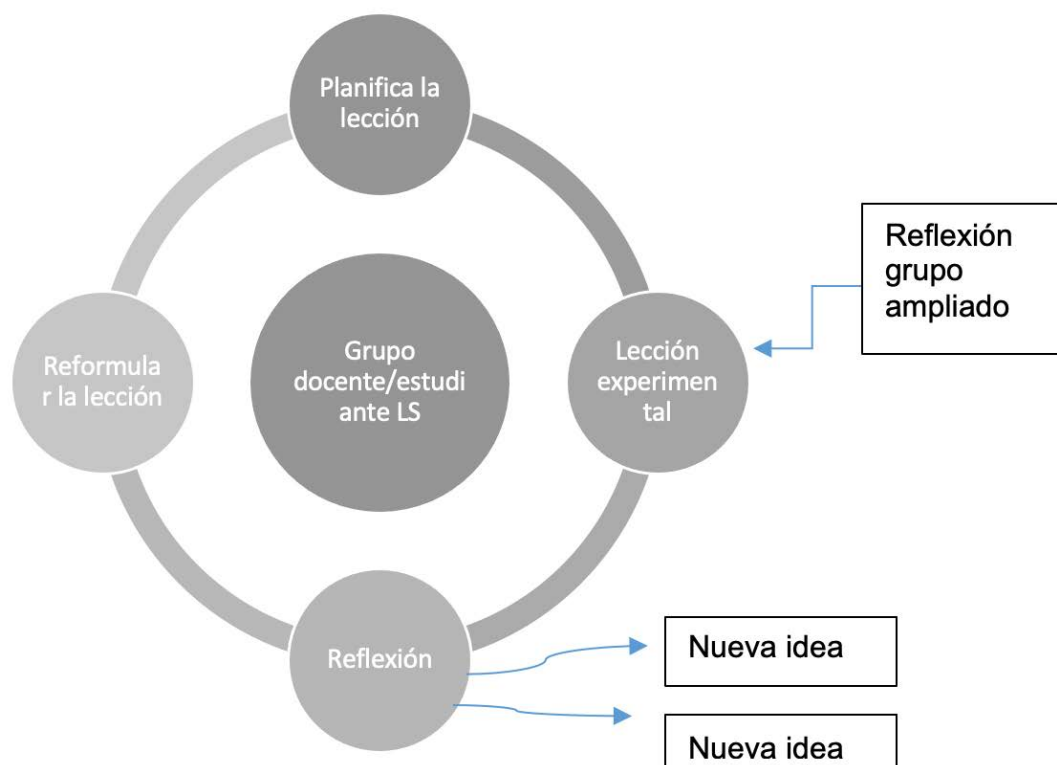 Planifica la
lección
Reflexión
grupo
ampliado
Reformula
r la lección
Grupo
docente/estudi
ante LS
Lección
experimen
tal
Reflexión
Nueva idea
Nueva idea